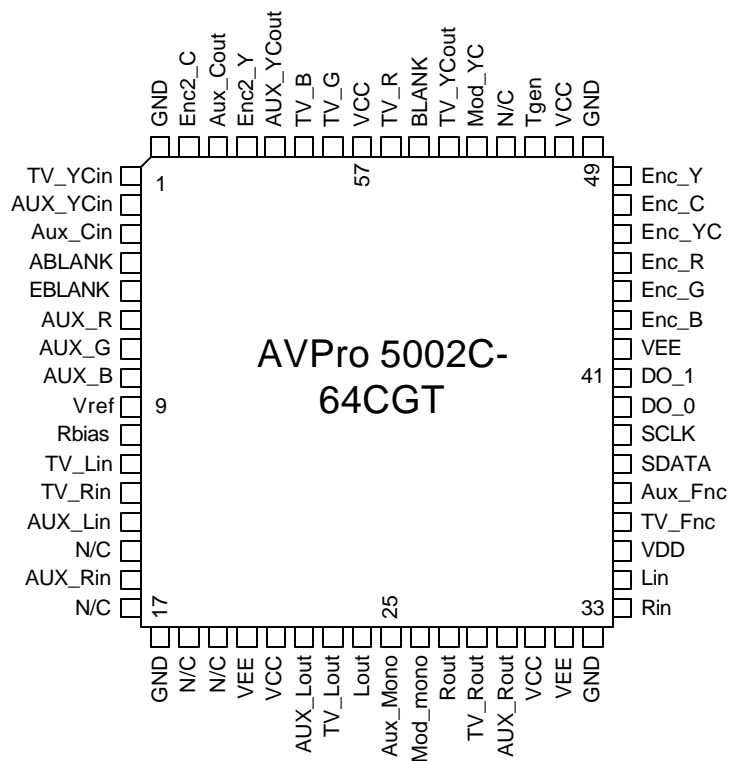 GND
Enc2_C
Aux_Cout
Enc2_Y
AUX_YCout
TV_B
TV_G
VCC
TV_R
BLANK
TV_YCout
Mod_YC
N/C
Tgen
VCC
GND
1
57
49
TV_YCin
AUX_YCin
Aux_Cin
ABLANK
EBLANK
AUX_R
AUX_G
AUX_B
Vref
Rbias
TV_Lin
TV_Rin
AUX_Lin
N/C
AUX_Rin
N/C
9
AVPro 5002C-
64CGT
41
Enc_Y
Enc_C
Enc_YC
Enc_R
Enc_G
Enc_B
VEE
DO_1
DO_0
SCLK
SDATA
Aux_Fnc
TV_Fnc
VDD
Lin
Rin
17
25
33
GND
N/C
N/C
VEE
VCC
AUX_Lout
TV_Lout
Lout
Aux_Mono
Mod_mono
Rout
TV_Rout
AUX_Rout
VCC
VEE
GND